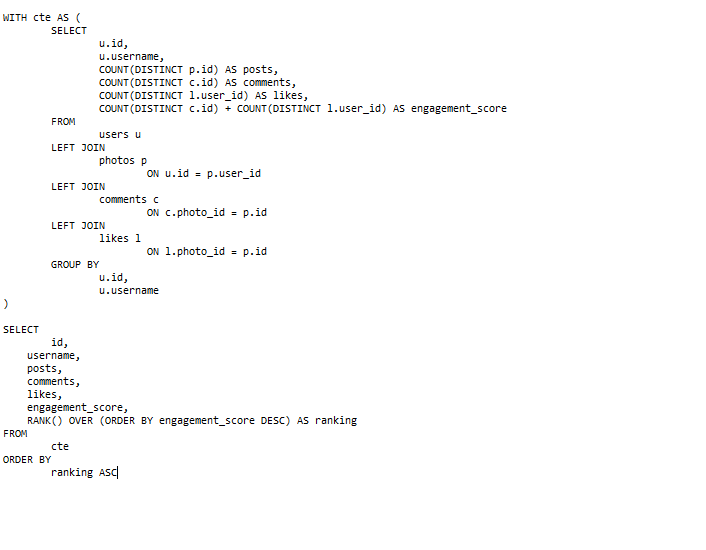 WITH cte AS (
SELECT
u.id,
u.username,
COUNT(DISTINCT p.id) AS posts,
COUNT(DISTINCT c.id) AS comments,
COUNT(DISTINCT l.user_id) AS likes,
COUNT(DISTINCT c.id) + COUNT(DISTINCT l.user_id) AS engagement_score
FROM
users u
LEFT JOIN
photos p
ON u.id = p.user_id
LEFT JOIN
comments c
ON c.photo_id = p.id
LEFT JOIN
likes l
ON l.photo_id = p.id
GROUP BY
u.id,
u.username
)
SELECT
id,
username,
posts,
comments,
likes,
engagement_score,
RANK() OVER (ORDER BY engagement_score DESC) AS ranking
FROM
cte
ORDER BY
ranking ASC